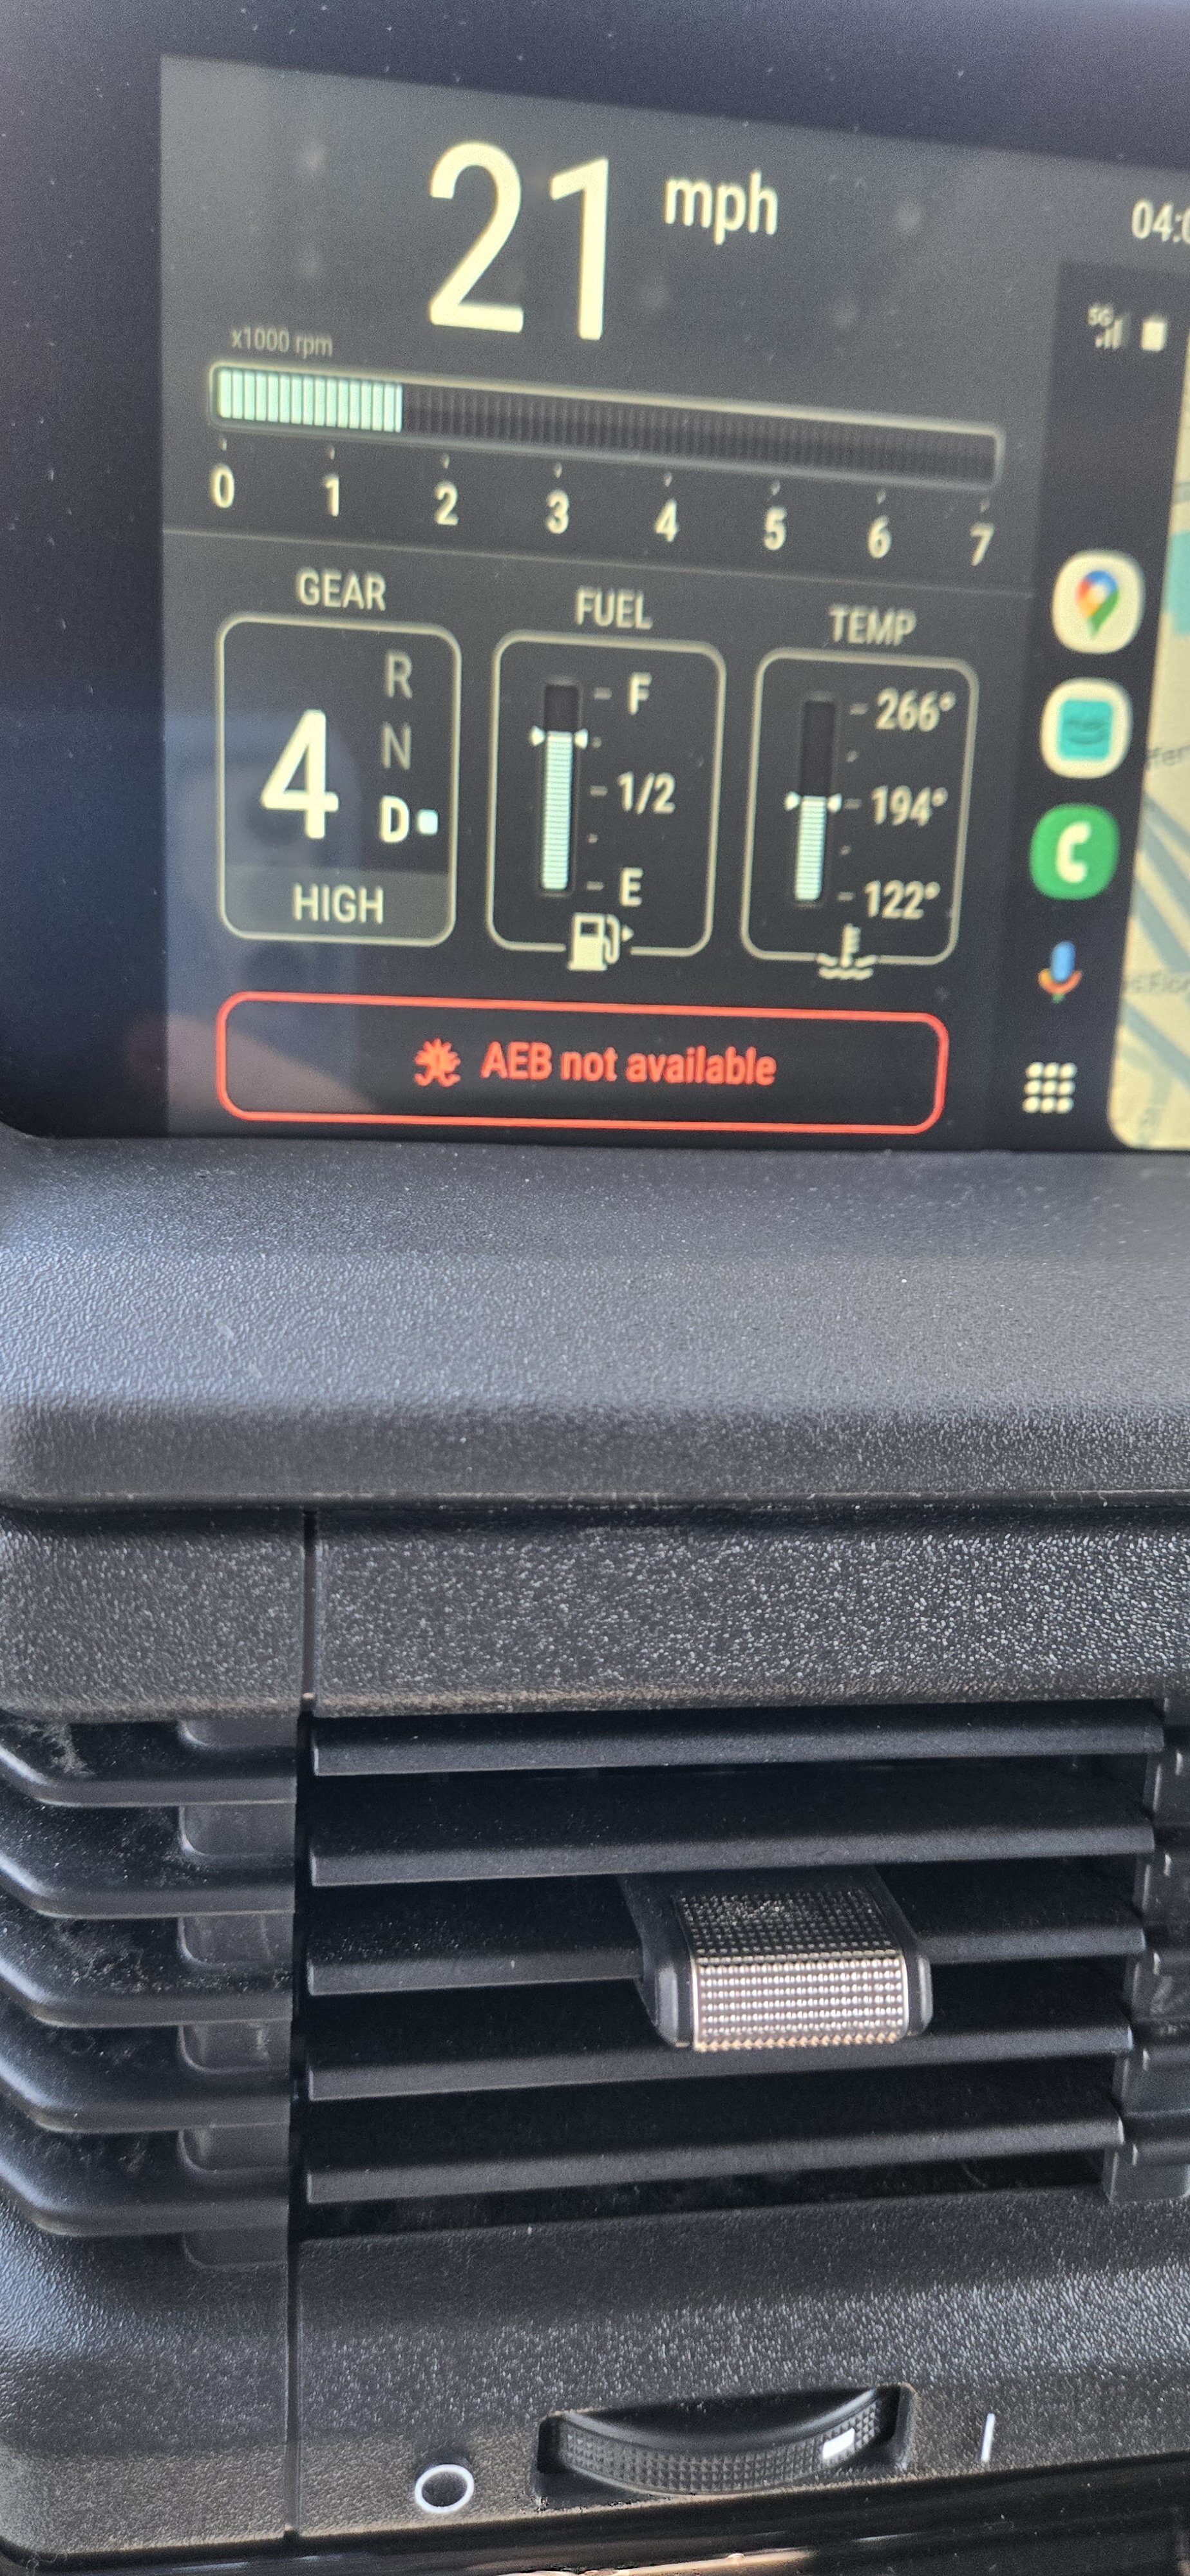 21 mph
04:0
5G
x1000 rpm
0 1 2 3 4 5 6 7
GEAR FUEL TEMP
R
N
4 D
HIGH
F
1/2
E
266°
194°
122°
AEB not available